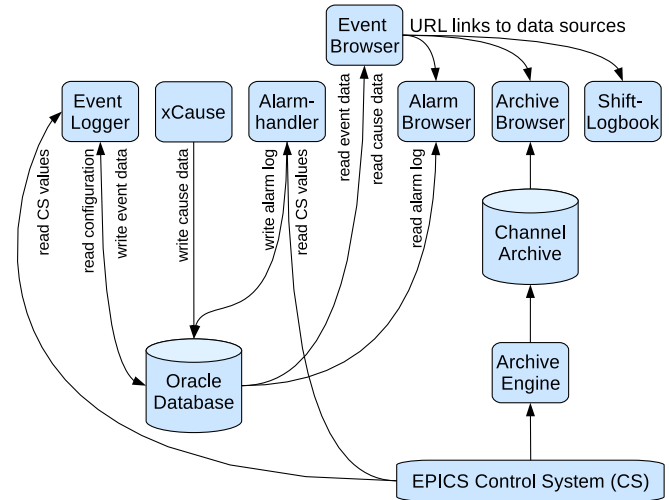 Event
Browser
URL links to data sources
Event
Logger
xCause
Alarm-
handler
Alarm
Browser
Archive
Browser
Shift-
Logbook
read CS values
read configuration
write event data
write cause data
write alarm log
read CS values
read event data
read cause data
read alarm log
Channel
Archive
Oracle
Database
Archive
Engine
EPICS Control System (CS)